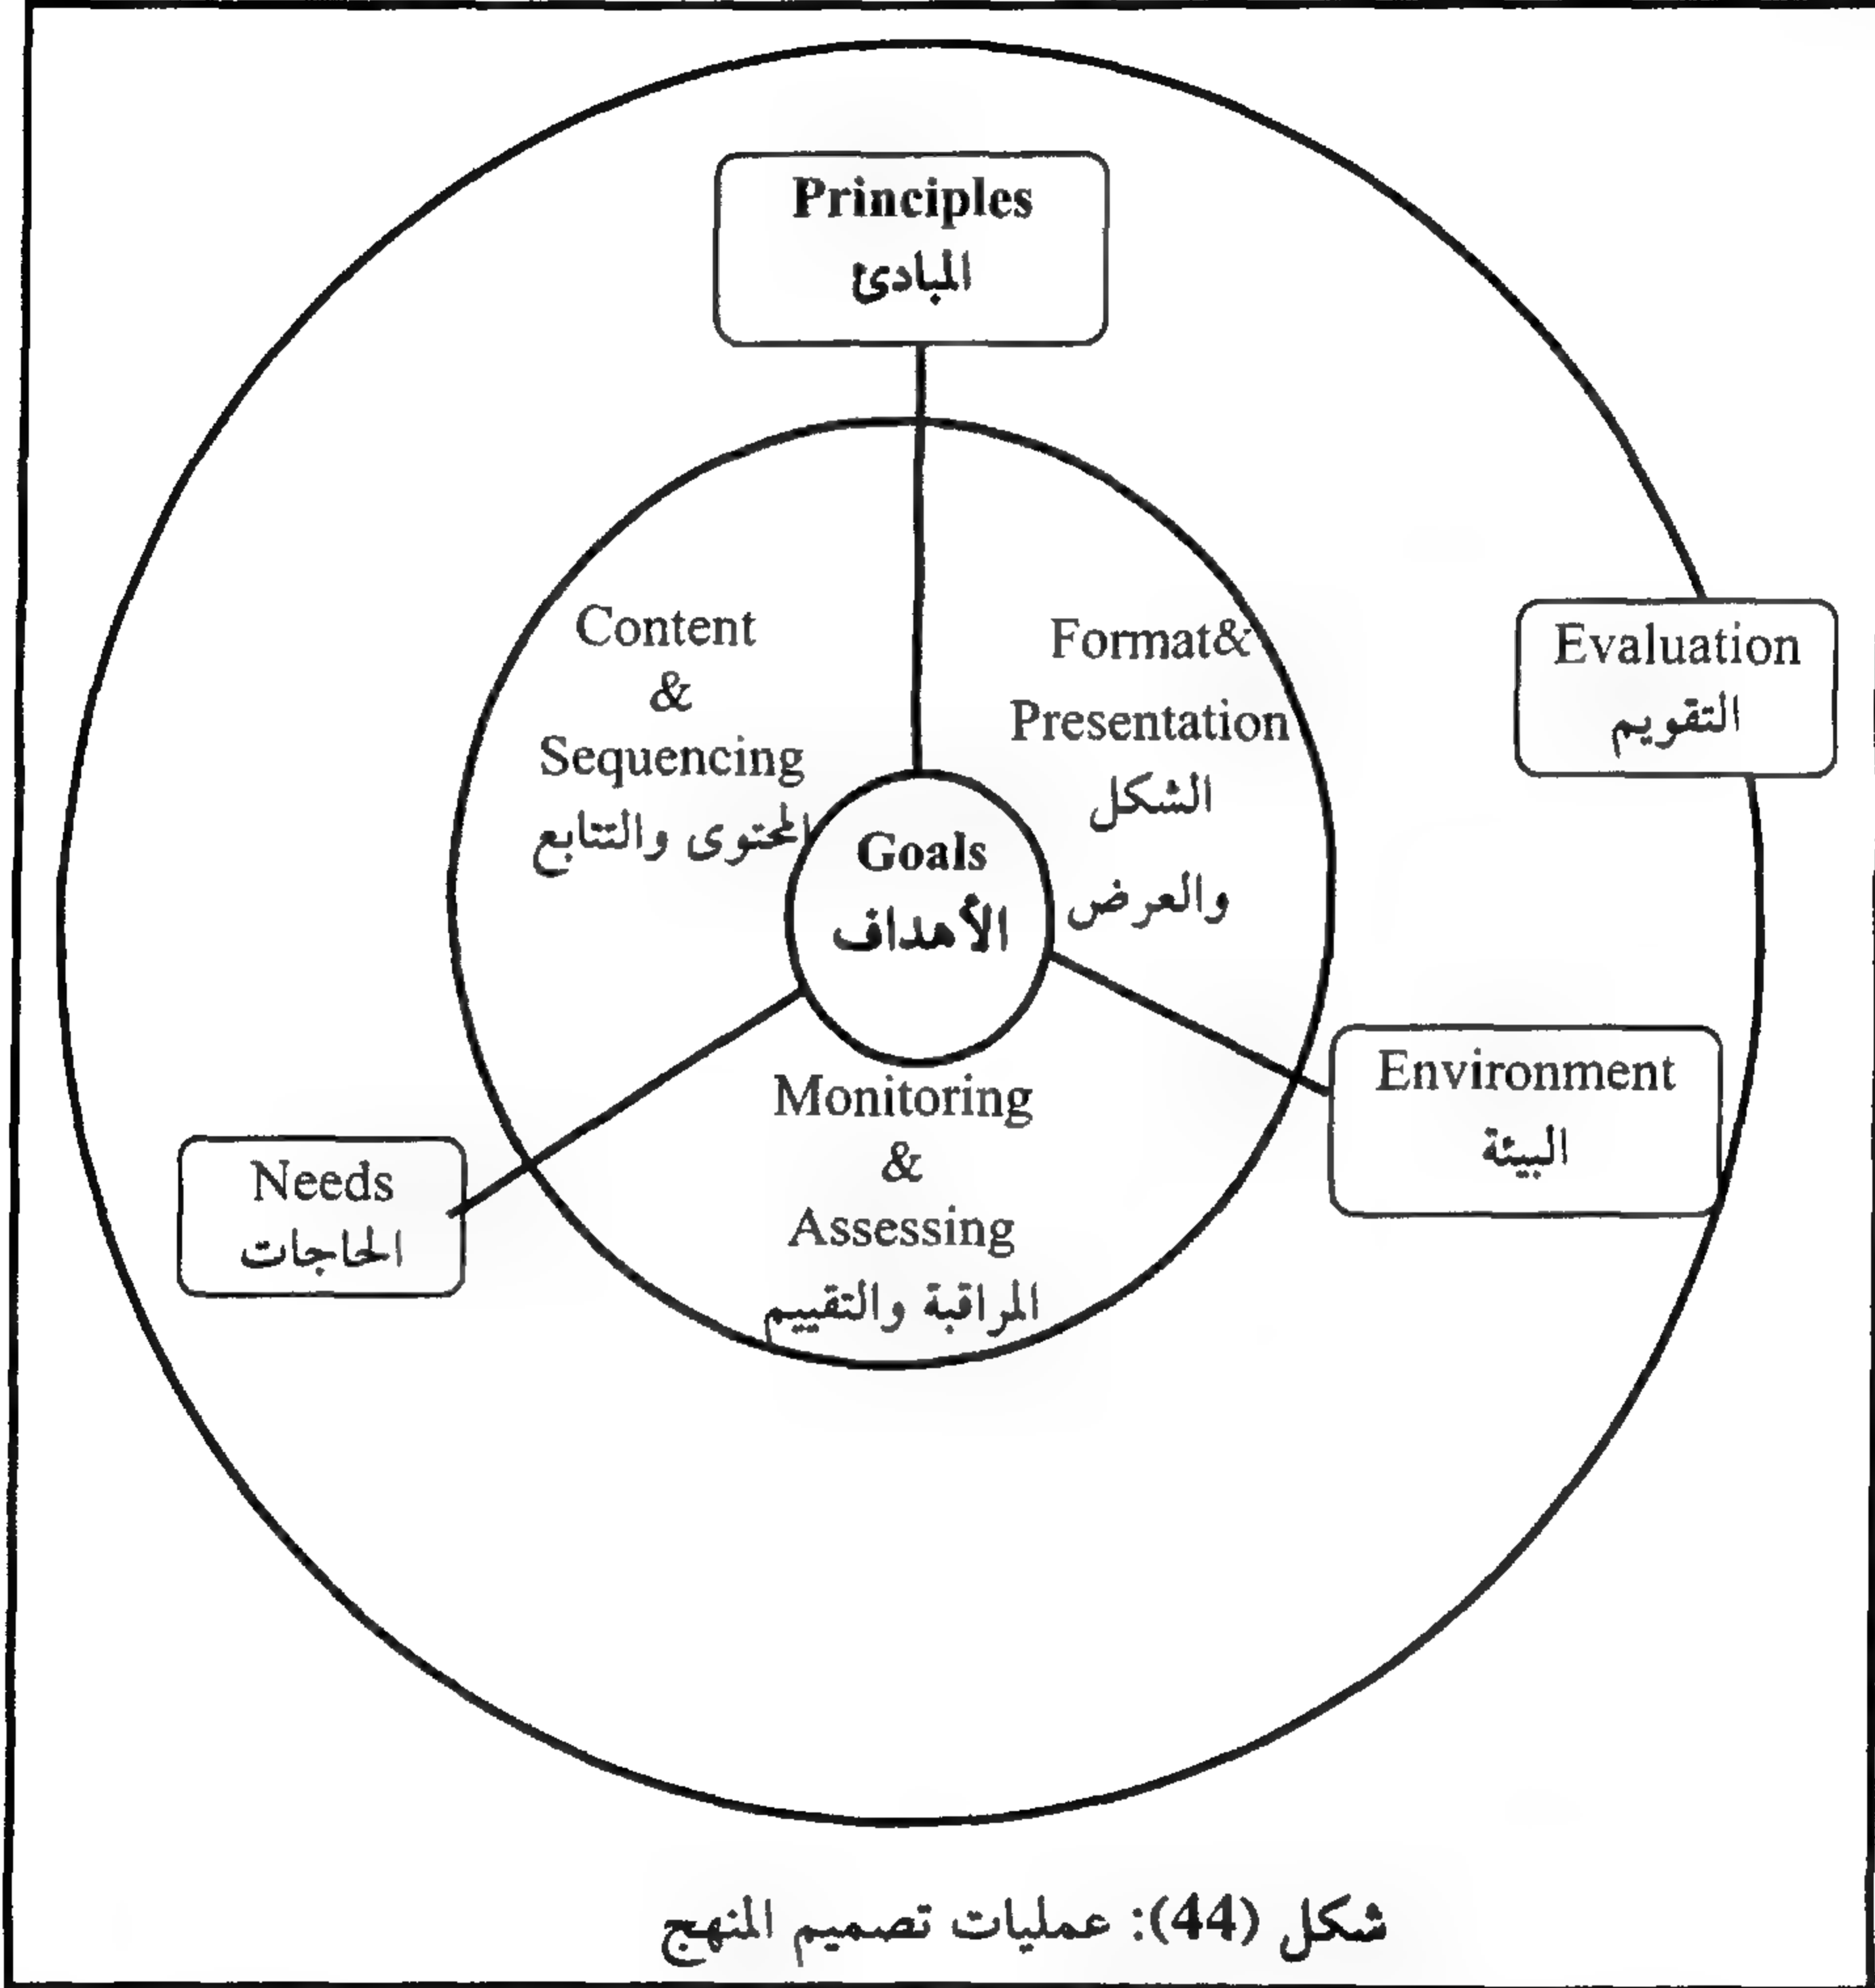 Principles
المبادئ
Content
&
Sequencing
المحتوى والتتابع
Format&
Presentation
الشكل
والعرض
Evaluation
التقويم
Goals
الأهداف
Environment
البيئة
Needs
الحاجات
Monitoring
&
Assessing
المراقبة والتقييم
شكل (44): عمليات تصميم المنهج